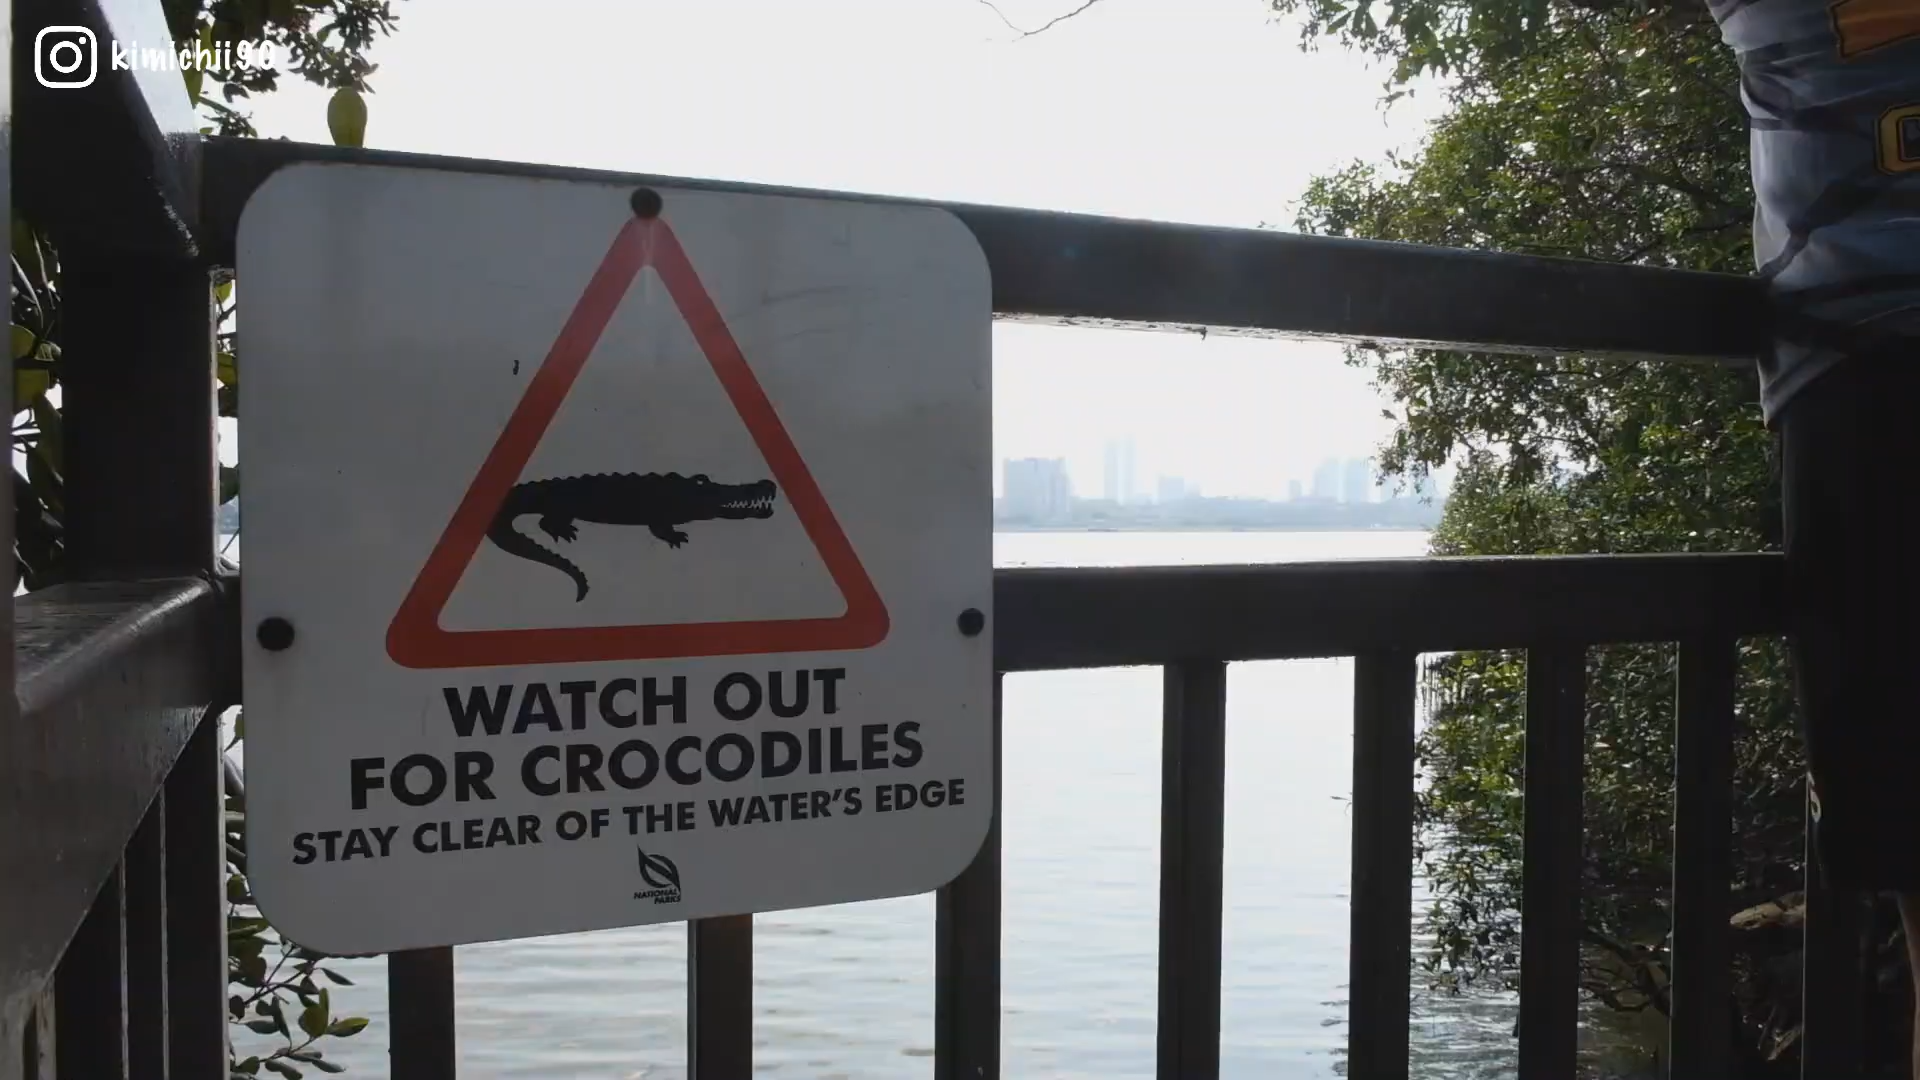 kimichii90
WATCH OUT
FOR CROCODILES
STAY CLEAR OF THE WATER'S EDGE
NATIONAL
PARKS